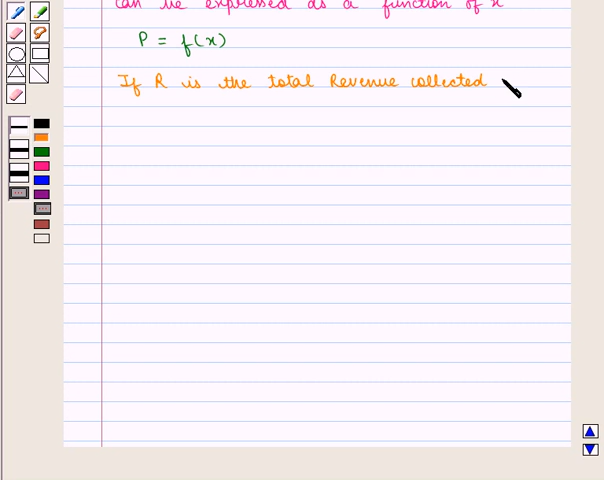 can be expressed as a function of x
P = f(x)
If R is the total Revenue collected